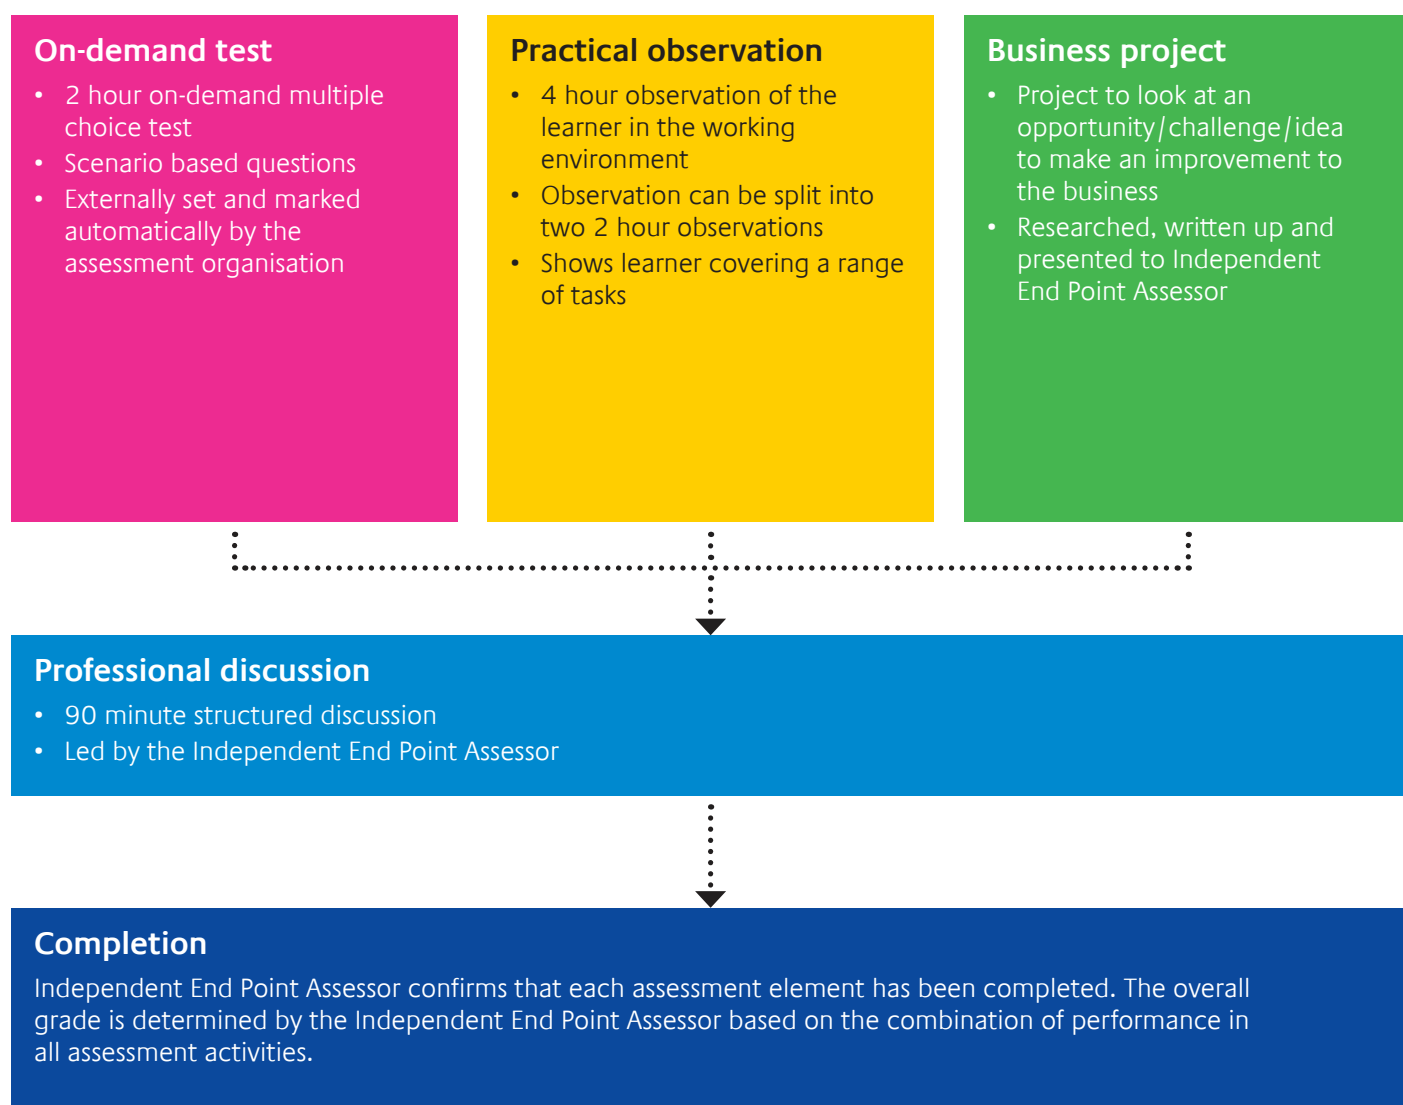 On-demand test
• 2 hour on-demand multiple
choice test
• Scenario based questions
• Externally set and marked
automatically by the
assessment organisation
Practical observation
• 4 hour observation of the
learner in the working
environment
• Observation can be split into
two 2 hour observations
• Shows learner covering a range
of tasks
Business project
• Project to look at an
opportunity/challenge/idea
to make an improvement to
the business
• Researched, written up and
presented to Independent
End Point Assessor
Professional discussion
• 90 minute structured discussion
• Led by the Independent End Point Assessor
Completion
Independent End Point Assessor confirms that each assessment element has been completed. The overall
grade is determined by the Independent End Point Assessor based on the combination of performance in
all assessment activities.